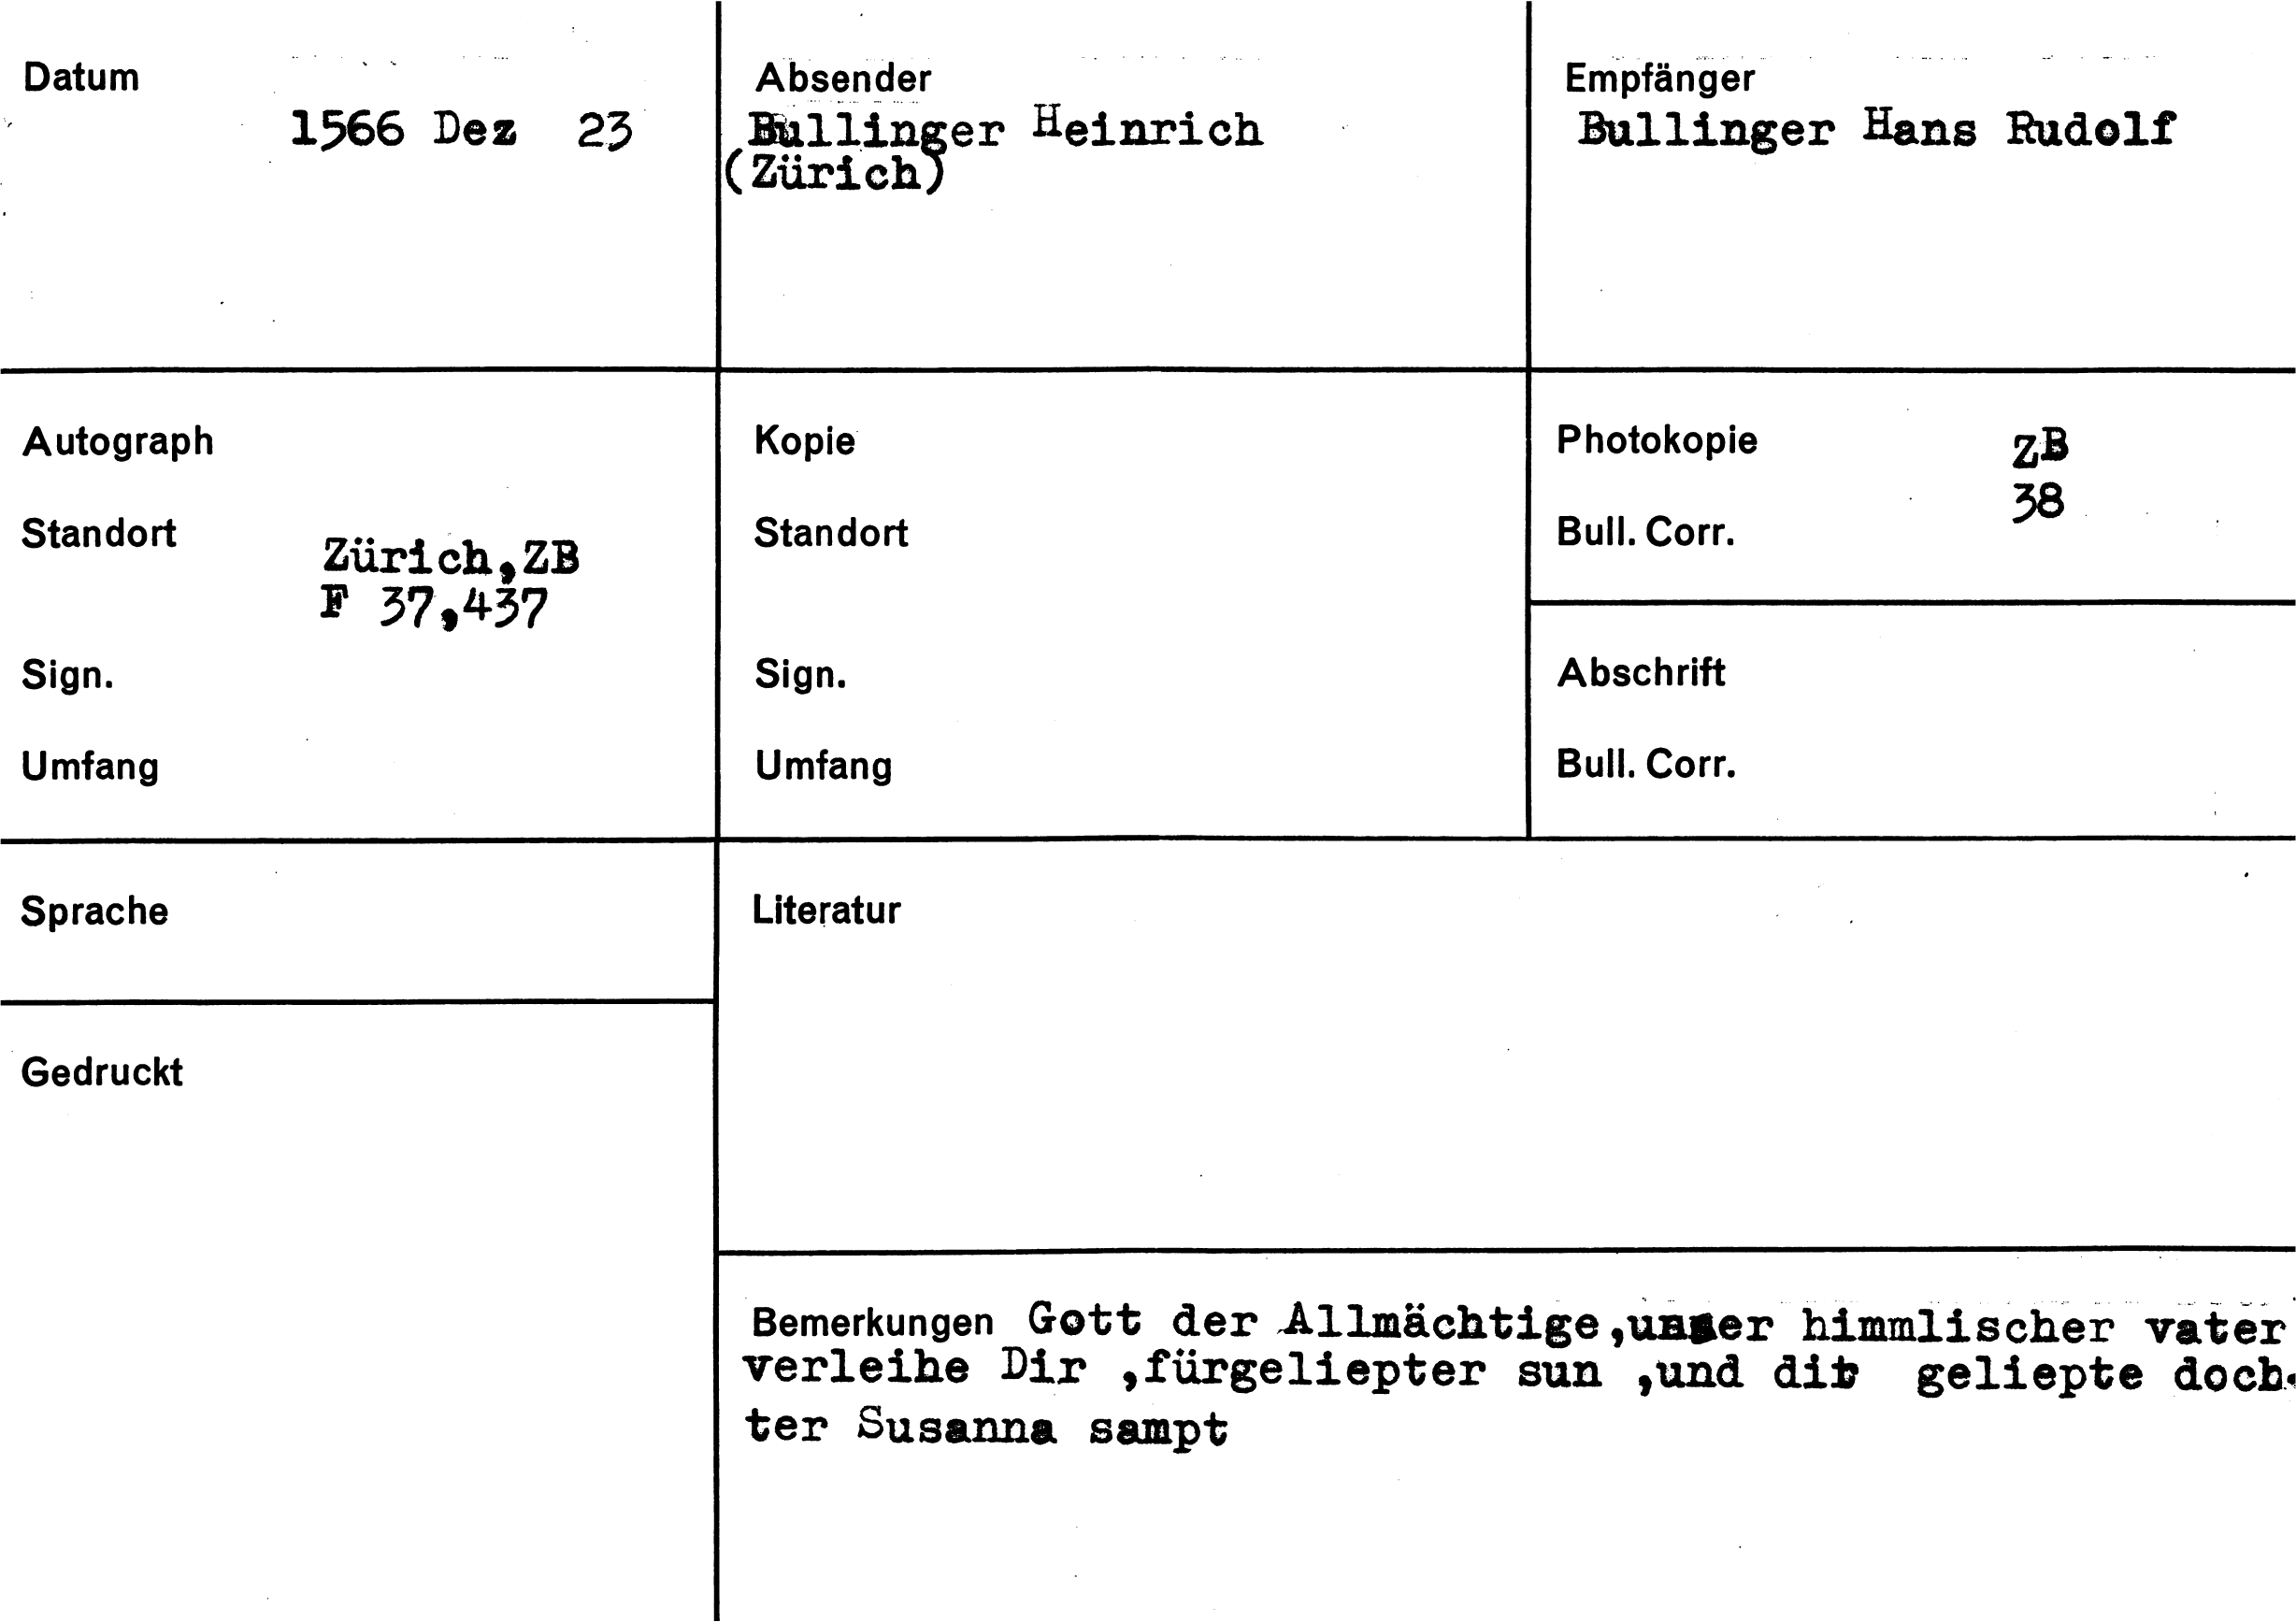 Datum
1566 Dez 23
Absender
Bullinger Heinrich
(Zürich)
Empfänger
Bullinger Hans Rudolf
Autograph
Standort
Zürich,ZB
F 37,437
Sign.
Umfang
Kopie
Standort
Sign.
Umfang
Photokopie ZB
38
Bull. Corr.
Abschrift
Bull. Corr.
Sprache
Literatur
Gedruckt
Bemerkungen Gott der Allmächtige,unser himmlischer vater
verleihe Dir ,fürgeliepter sun ,und dir geliepte doch-
ter Susanna sampt